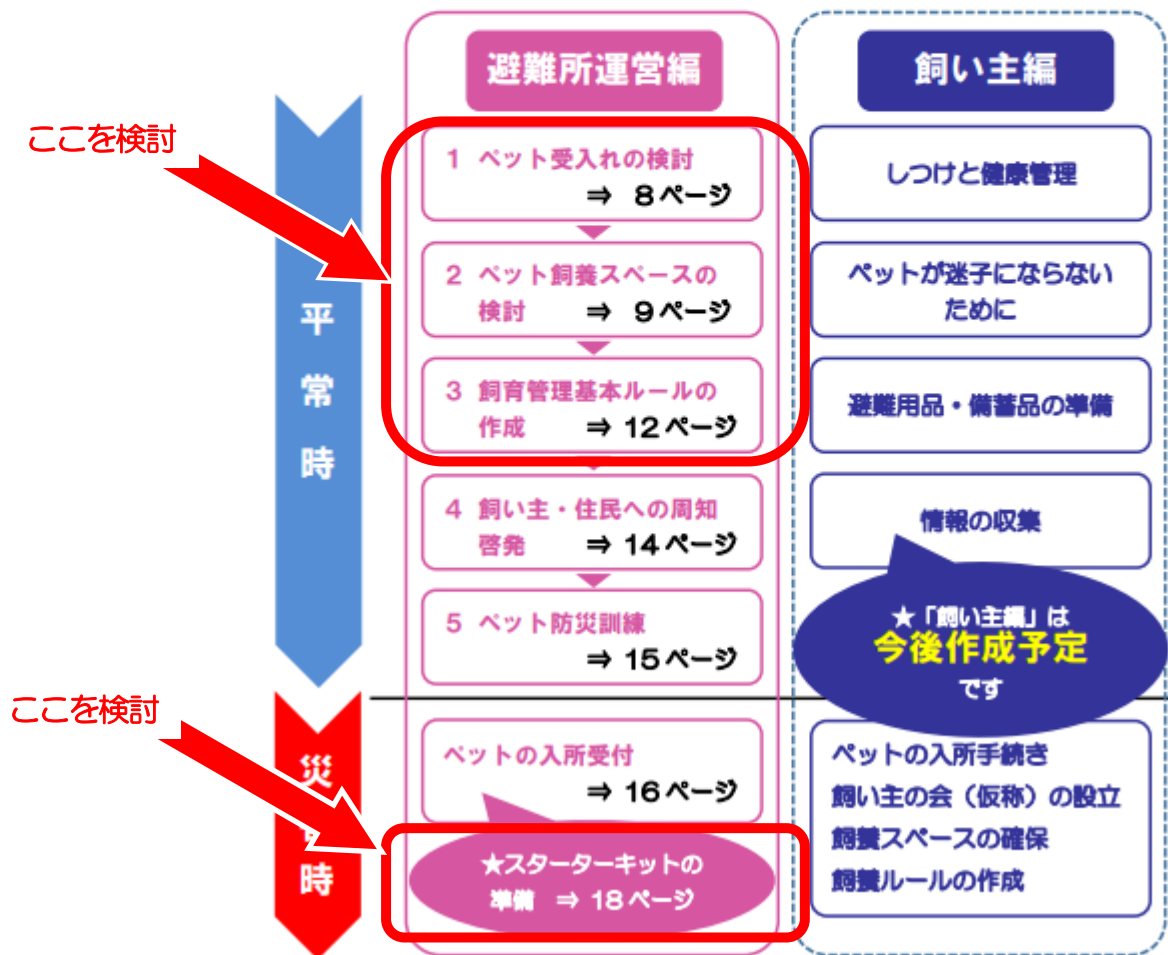 避難所運営編
飼い主編
ここを検討
1 ペット受入れの検討
⇒ 8ページ
2 ペット飼養スペースの
検討 ⇒ 9ページ
3 飼育管理基本ルールの
作成 ⇒ 12ページ
4 飼い主・住民への周知
啓発 ⇒ 14ページ
5 ペット防災訓練
⇒ 15ページ
しつけと健康管理
ペットが迷子にならない
ために
避難用品・備蓄品の準備
情報の収集
★「飼い主編」は
今後作成予定
です
平
常
時
ここを検討
災
時
ペットの入所受付
⇒ 16ページ
★スターターキットの
準備 ⇒ 18ページ
ペットの入所手続き
飼い主の会（仮称）の設立
飼養スペースの確保
飼養ルールの作成